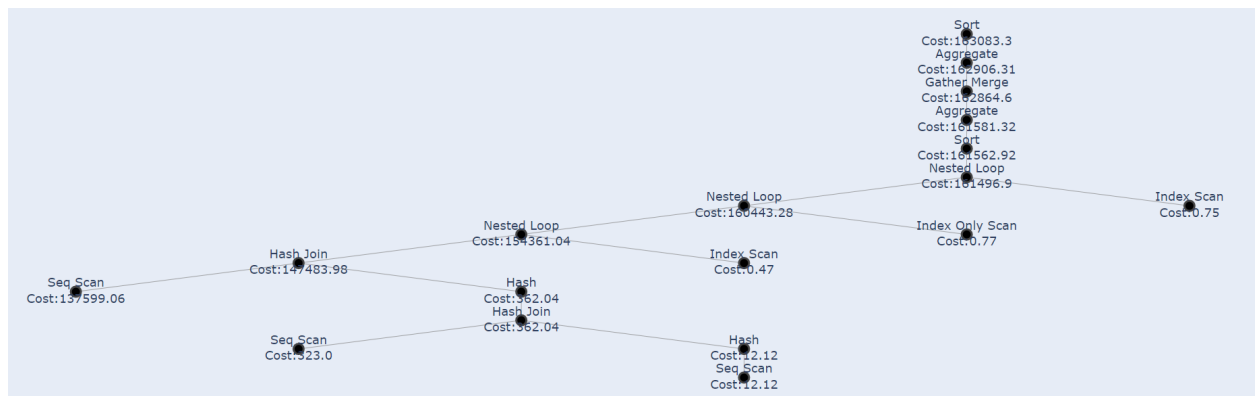 Sort
Cost:163083.3
Aggregate
Cost:162906.31
Gather Merge
Cost:162864.6
Aggregate
Cost:161581.32
Sort
Cost:161562.92
Nested Loop
Cost:161496.9
Nested Loop
Cost:160443.28
Index Scan
Cost:0.75
Nested Loop
Cost:154361.04
Index Only Scan
Cost:0.77
Hash Join
Cost:147483.98
Index Scan
Cost:0.47
Seq Scan
Cost:137599.06
Hash
Cost:362.04
Hash Join
Cost:362.04
Seq Scan
Cost:323.0
Hash
Cost:12.12
Seq Scan
Cost:12.12